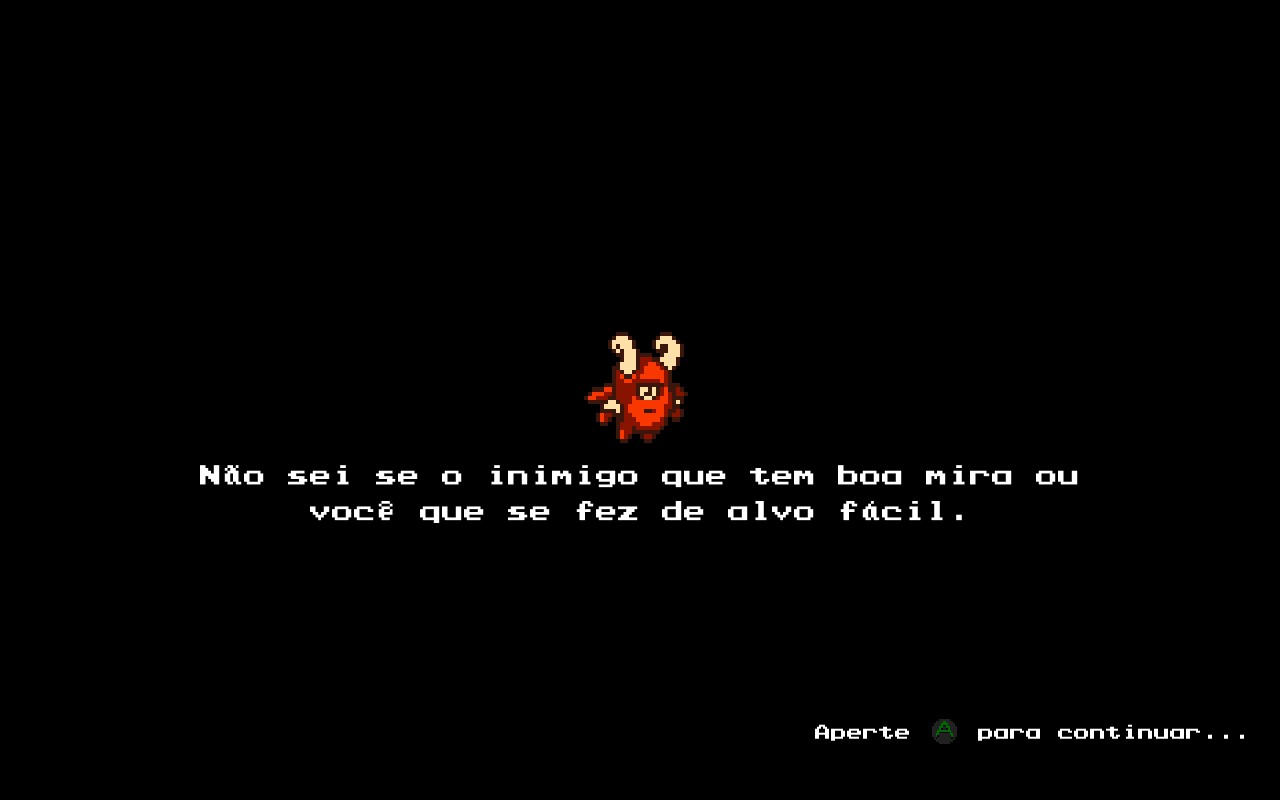 Não sei se o inimigo que tem boa mira ou
você que se fez de alvo fácil.
Aperte A para continuar...